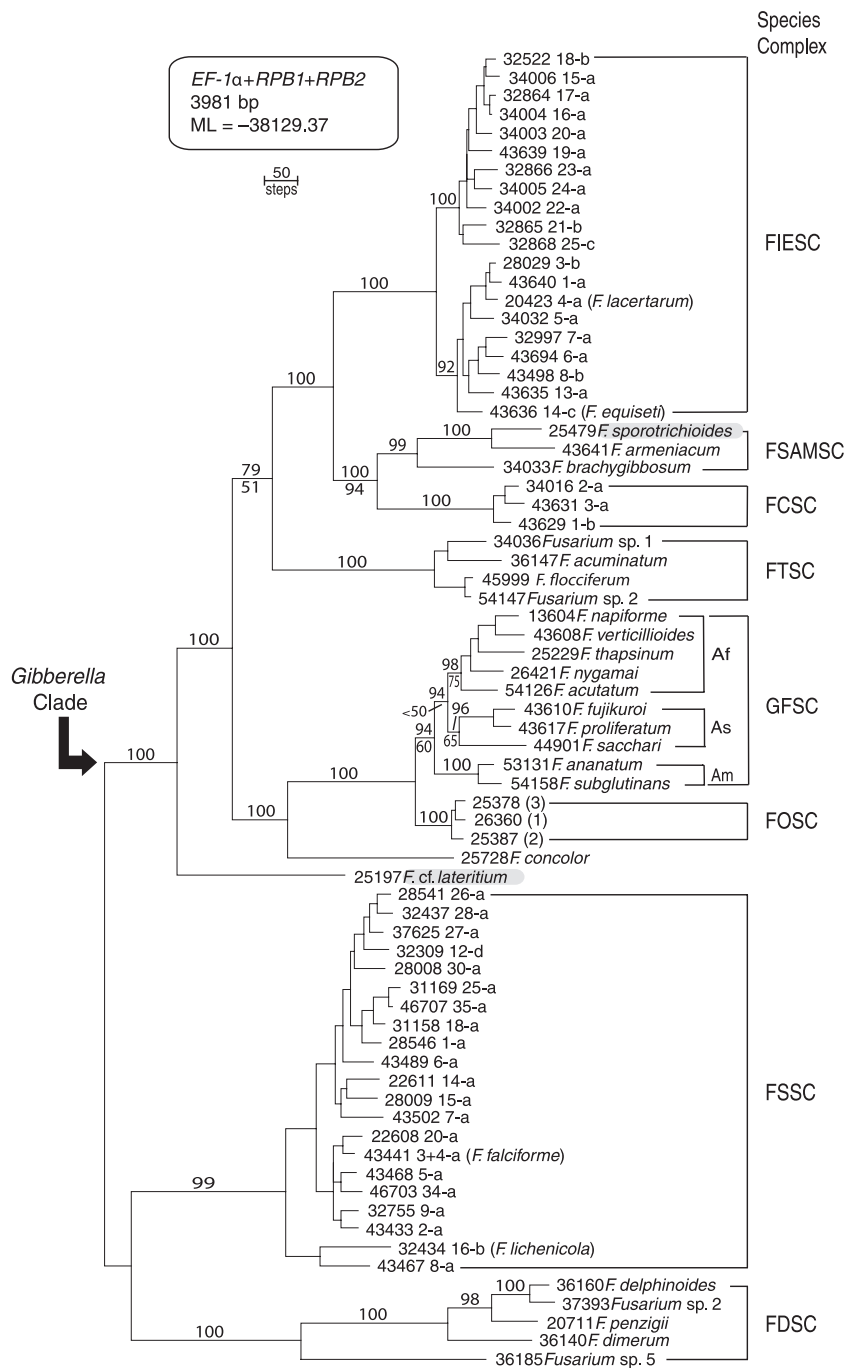 Species
Complex
EF-1α+RPB1+RPB2
3981 bp
ML = –38129.37
50
steps
32522 18-b
34006 15-a
32864 17-a
34004 16-a
34003 20-a
43639 19-a
32866 23-a
34005 24-a
100
34002 22-a
32865 21-b
32868 25-c
FIESC
28029 3-b
43640 1-a
100
20423 4-a (F. lacertarum)
34032 5-a
32997 7-a
43694 6-a
92
43498 8-b
43635 13-a
100
43636 14-c (F. equiseti)
100
25479 F. sporotrichioides
99
43641 F. armeniacum
FSAMSC
34033 F. brachygibbosum
79
51
100
94
34016 2-a
100
43631 3-a
FCSC
43629 1-b
34036 Fusarium sp. 1
100
36147 F. acuminatum
FTSC
45999 F. flocciferum
54147 Fusarium sp. 2
13604 F. napiforme
43608 F. verticillioides
25229 F. thapsinum
Af
100
98
75
26421 F. nygamai
54126 F. acutatum
Gibberella
Clade
<50
94
96
65
43610 F. fujikuroi
GFSC
94
60
43617 F. proliferatum
As
44901 F. sacchari
100
100
100
53131 F. ananatum
Am
54158 F. subglutinans
25378 (3)
100
100
26360 (1)
FOSC
25387 (2)
25728 F. concolor
25197 F. cf. lateritium
28541 26-a
32437 28-a
37625 27-a
32309 12-d
28008 30-a
31169 25-a
46707 35-a
31158 18-a
28546 1-a
43489 6-a
22611 14-a
FSSC
28009 15-a
43502 7-a
22608 20-a
43441 3+4-a (F. falciforme)
43468 5-a
99
46703 34-a
32755 9-a
43433 2-a
32434 16-b (F. lichenicola)
43467 8-a
100
36160 F. delphinoides
98
37393 Fusarium sp. 2
100
100
20711 F. penzigii
FDSC
36140 F. dimerum
36185 Fusarium sp. 5